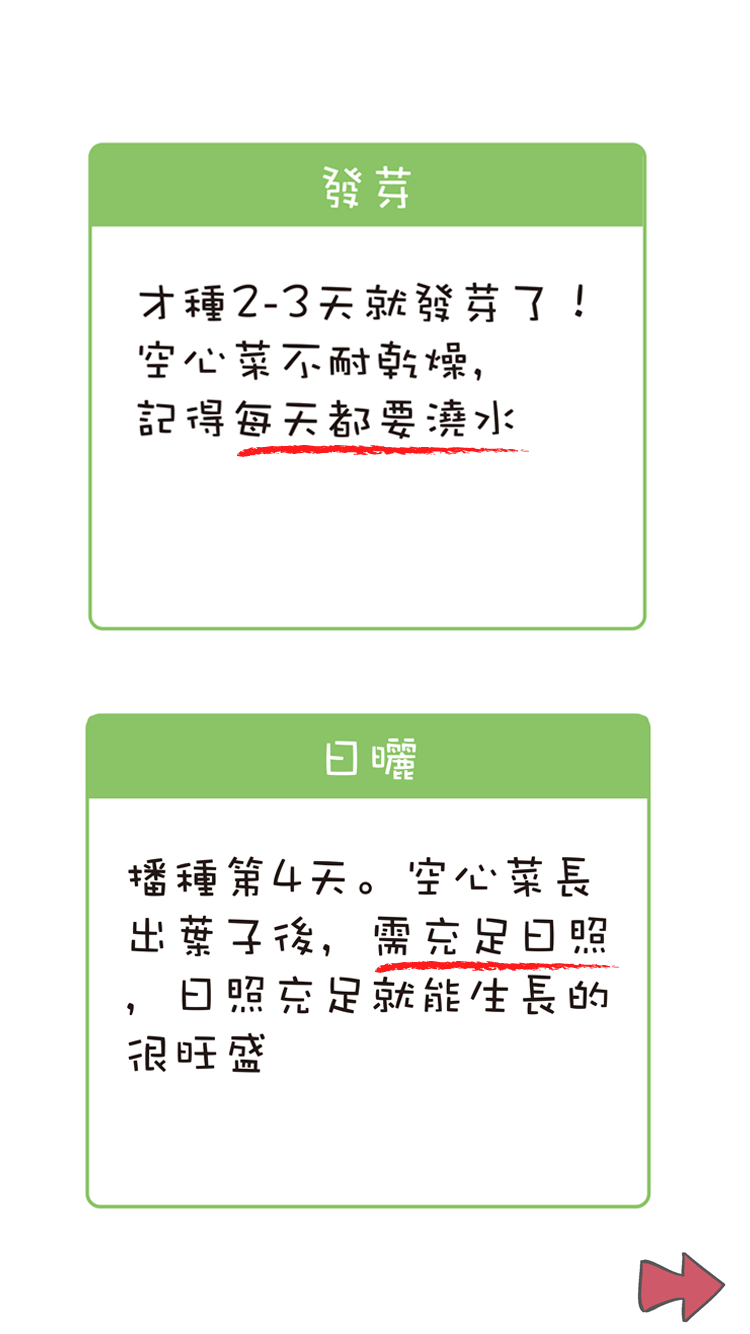 發芽
才種2-3天就發芽了！
空心菜不耐乾燥,
記得每天都要澆水
日曬
播種第4天。空心菜長
出葉子後, 需充足日照
, 日照充足就能生長的
很旺盛